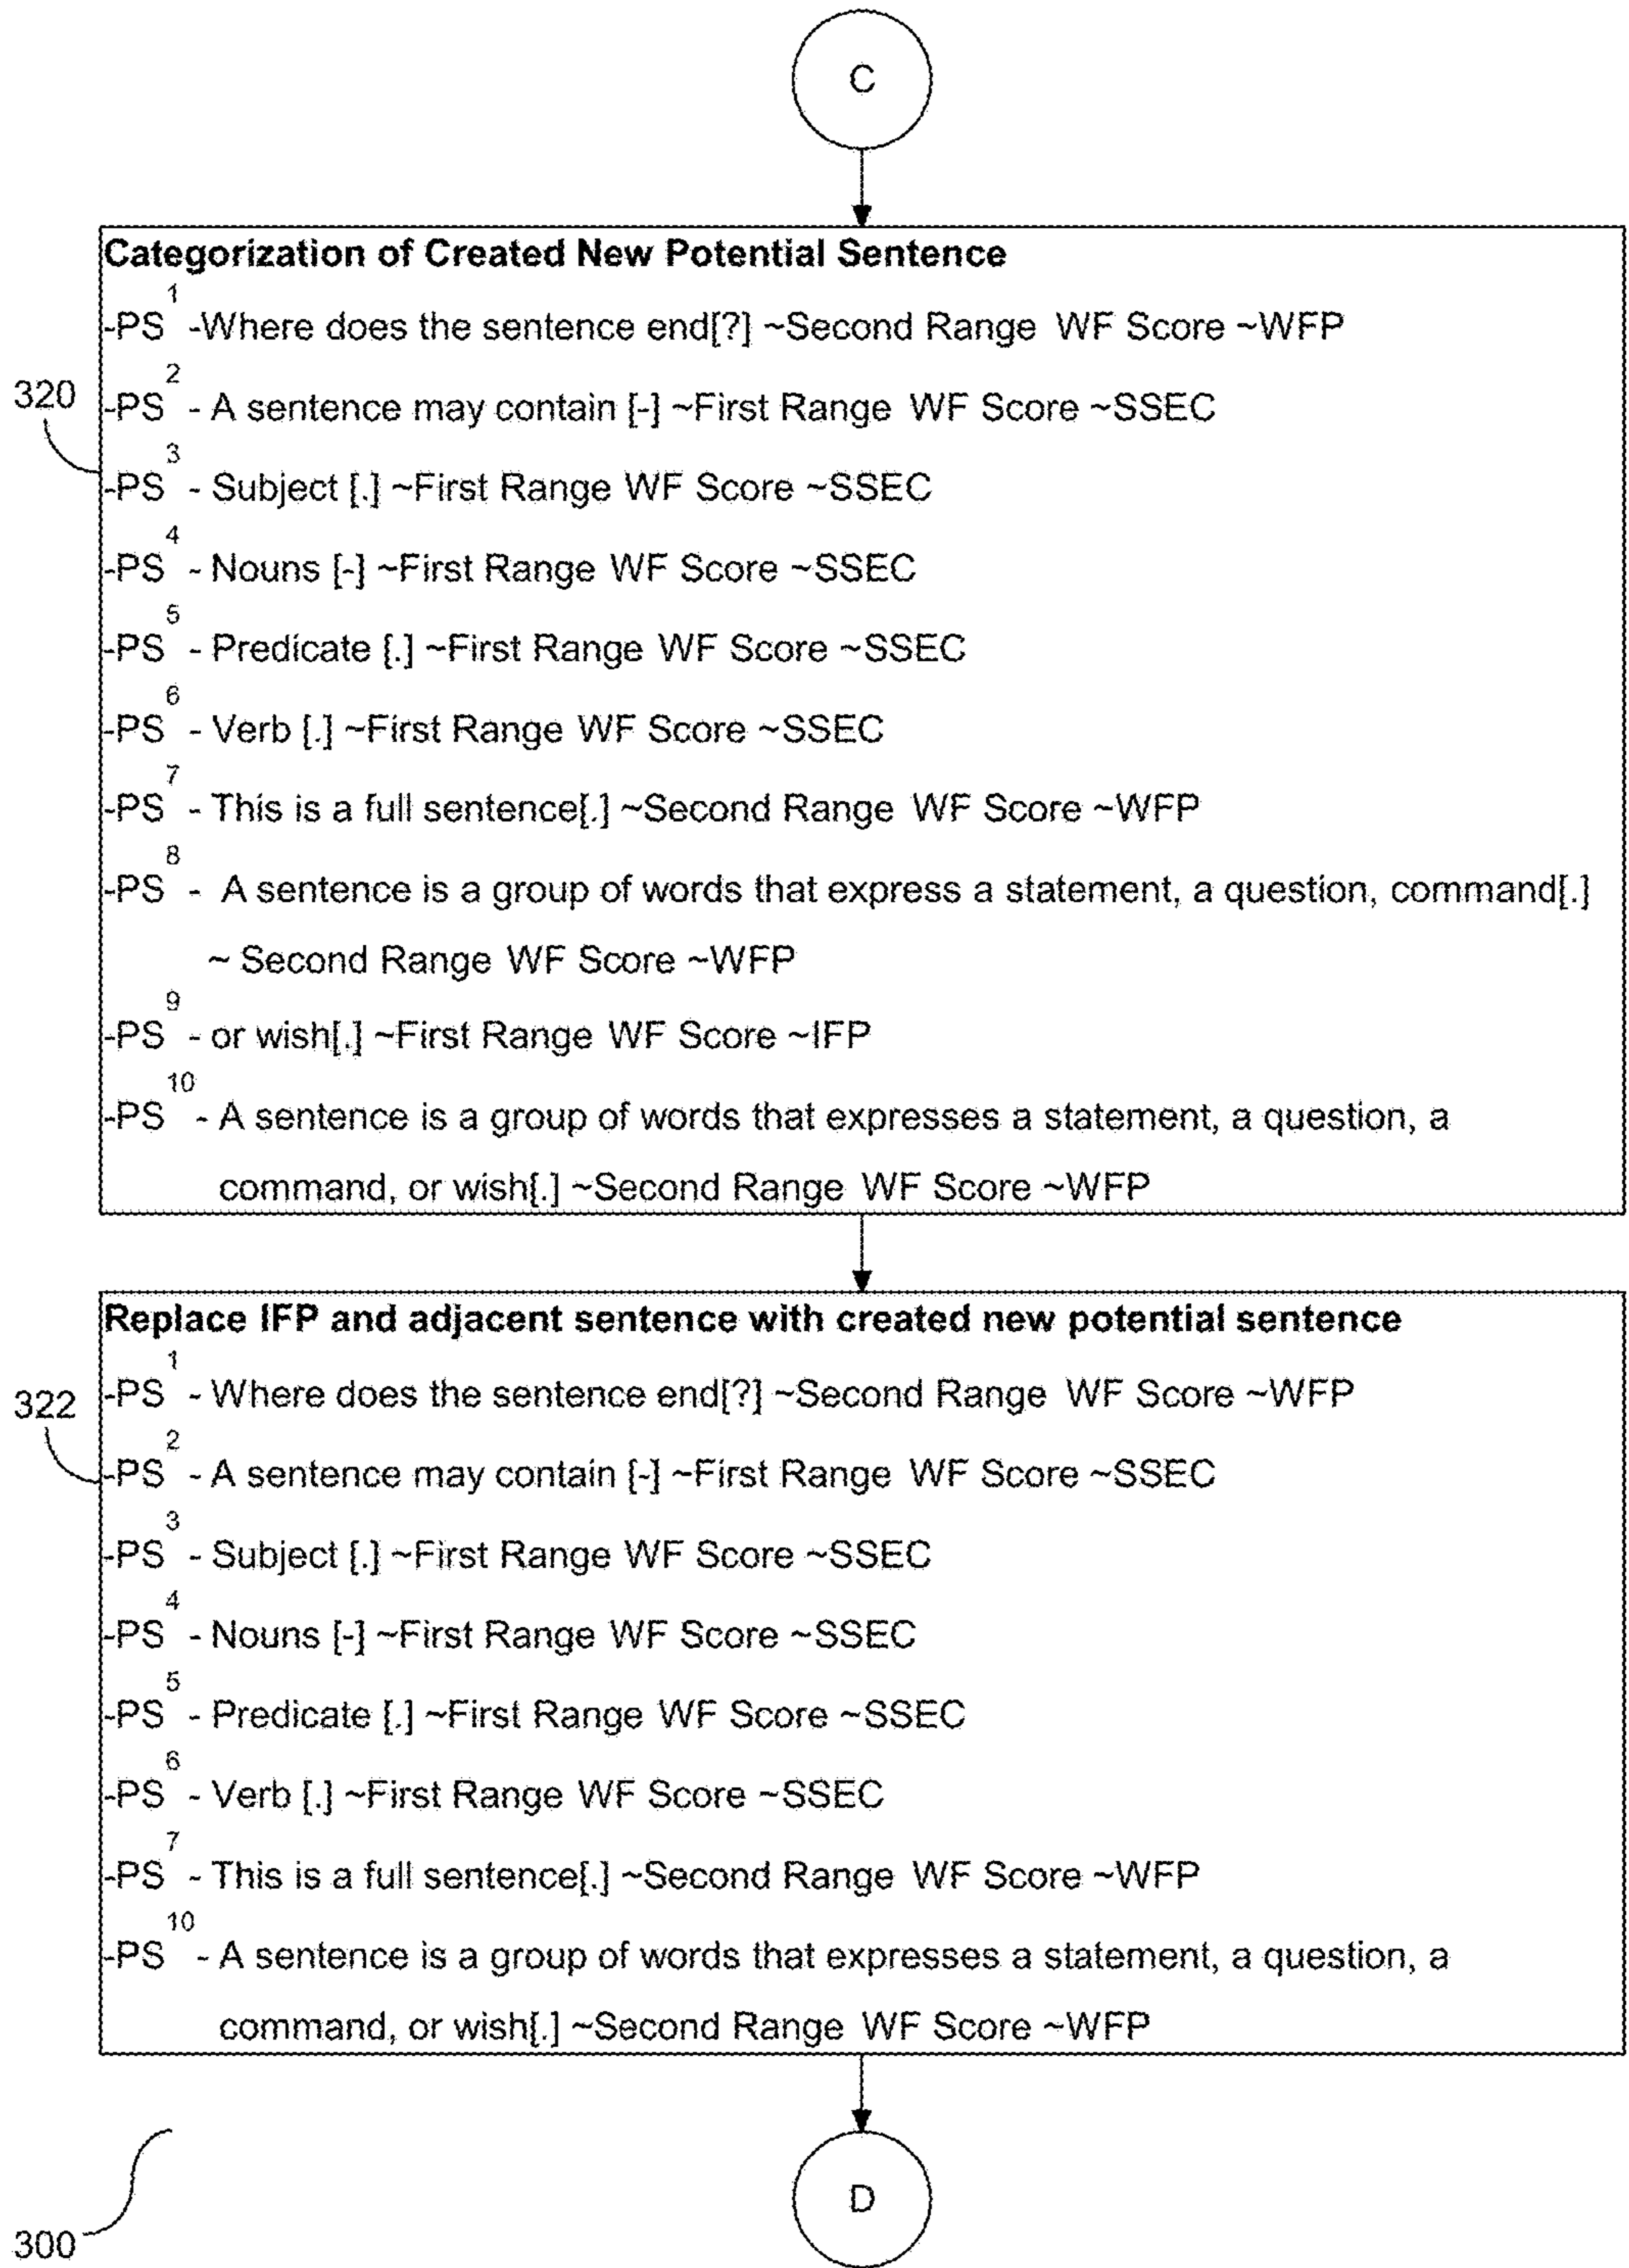 C
Categorization of Created New Potential Sentence
-PS¹ -Where does the sentence end[?] ~Second Range WF Score ~WFP
320
-PS² - A sentence may contain [-] ~First Range WF Score ~SSEC
-PS³ - Subject [.] ~First Range WF Score ~SSEC
-PS⁴ - Nouns [-] ~First Range WF Score ~SSEC
-PS⁵ - Predicate [.] ~First Range WF Score ~SSEC
-PS⁶ - Verb [.] ~First Range WF Score ~SSEC
-PS⁷ - This is a full sentence[.] ~Second Range WF Score ~WFP
-PS⁸ - A sentence is a group of words that express a statement, a question, command[.]
~ Second Range WF Score ~WFP
-PS⁹ - or wish[.] ~First Range WF Score ~IFP
-PS¹⁰ - A sentence is a group of words that expresses a statement, a question, a
command, or wish[.] ~Second Range WF Score ~WFP
Replace IFP and adjacent sentence with created new potential sentence
-PS¹ - Where does the sentence end[?] ~Second Range WF Score ~WFP
322
-PS² - A sentence may contain [-] ~First Range WF Score ~SSEC
-PS³ - Subject [.] ~First Range WF Score ~SSEC
-PS⁴ - Nouns [-] ~First Range WF Score ~SSEC
-PS⁵ - Predicate [.] ~First Range WF Score ~SSEC
-PS⁶ - Verb [.] ~First Range WF Score ~SSEC
-PS⁷ - This is a full sentence[.] ~Second Range WF Score ~WFP
-PS¹⁰ - A sentence is a group of words that expresses a statement, a question, a
command, or wish[.] ~Second Range WF Score ~WFP
D
300